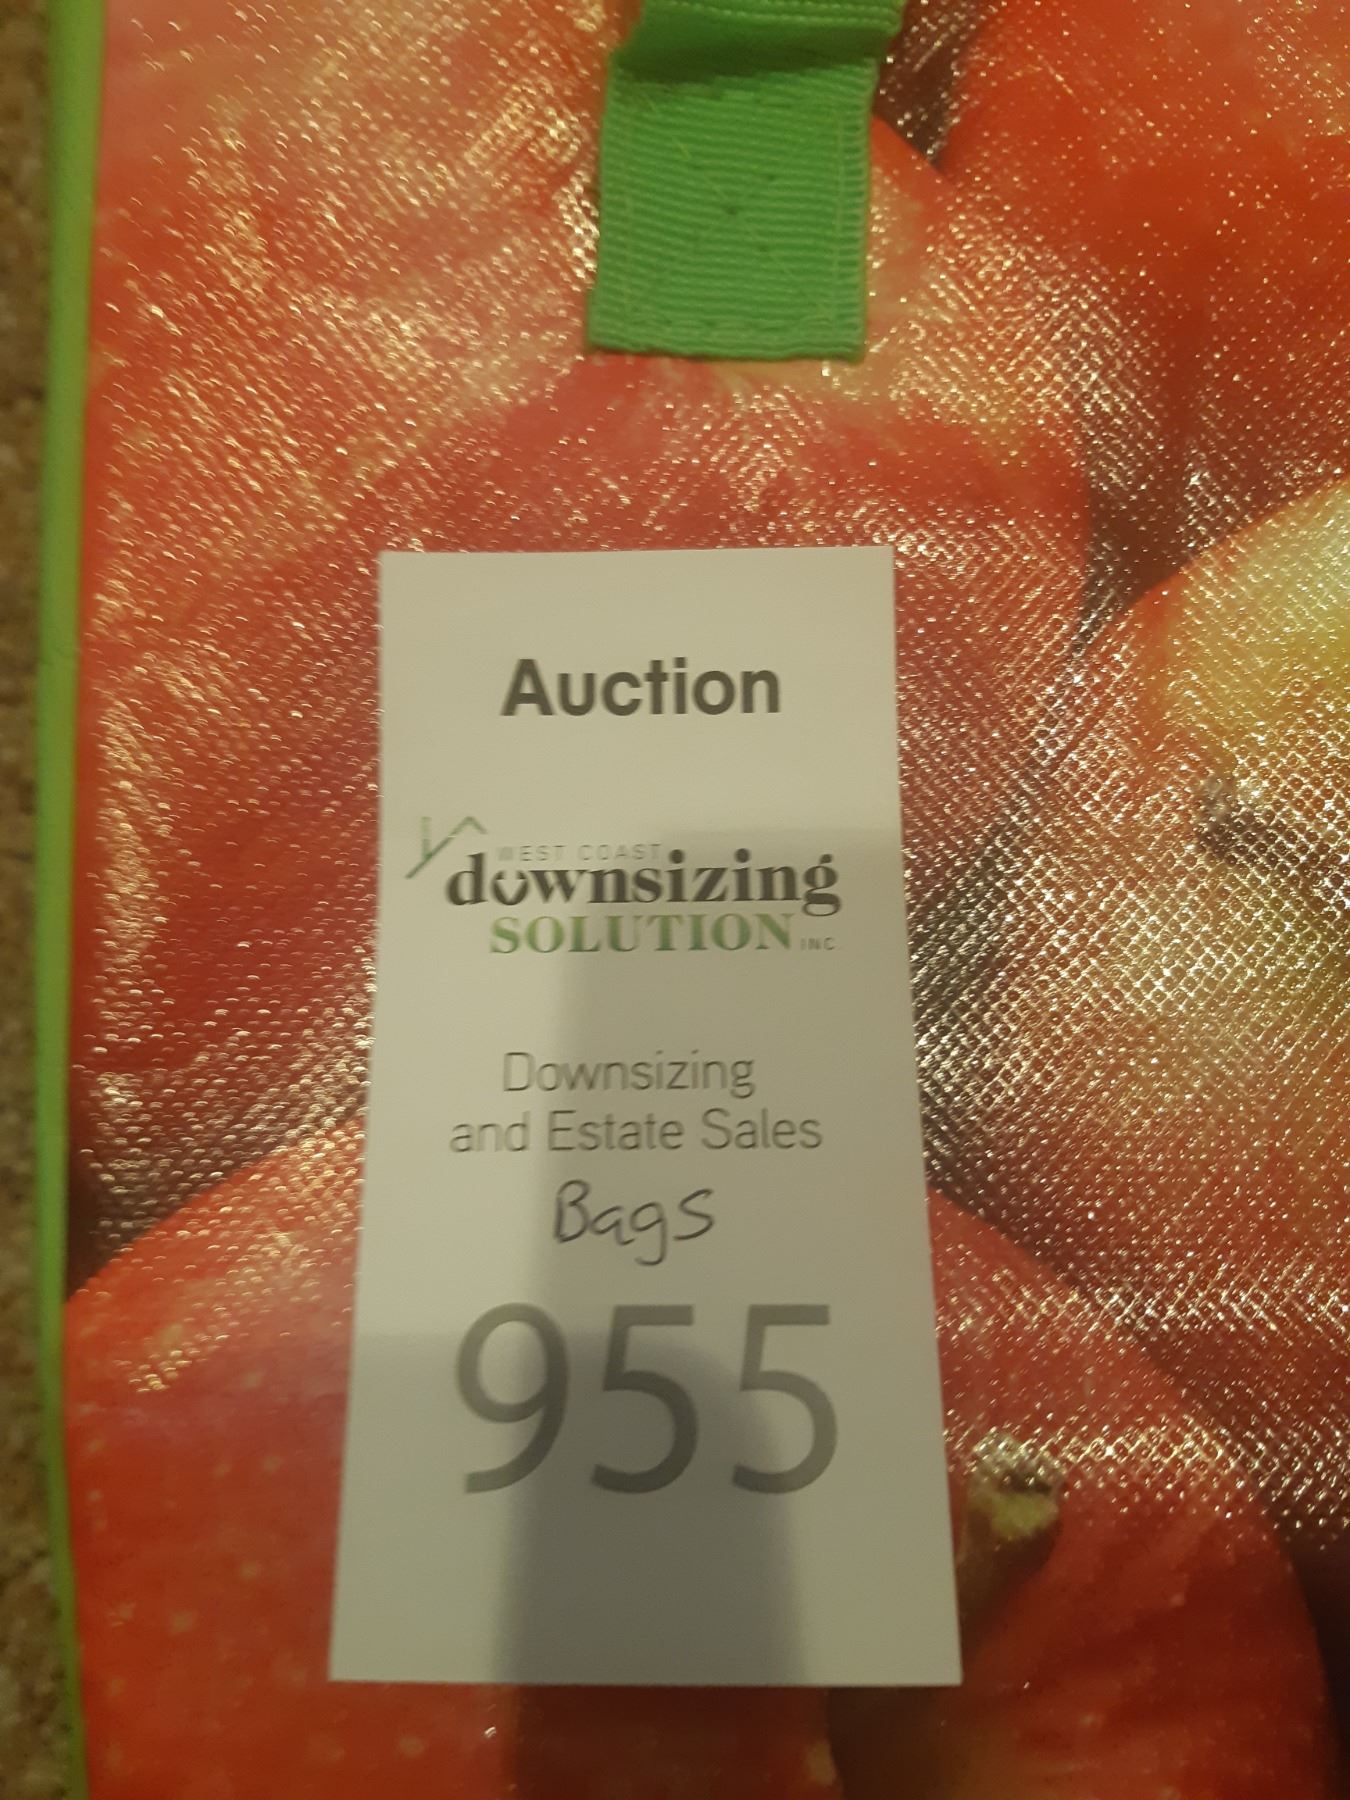 Auction
WEST COAST
downsizing
SOLUTION INC.
Downsizing
and Estate Sales
Bags
955